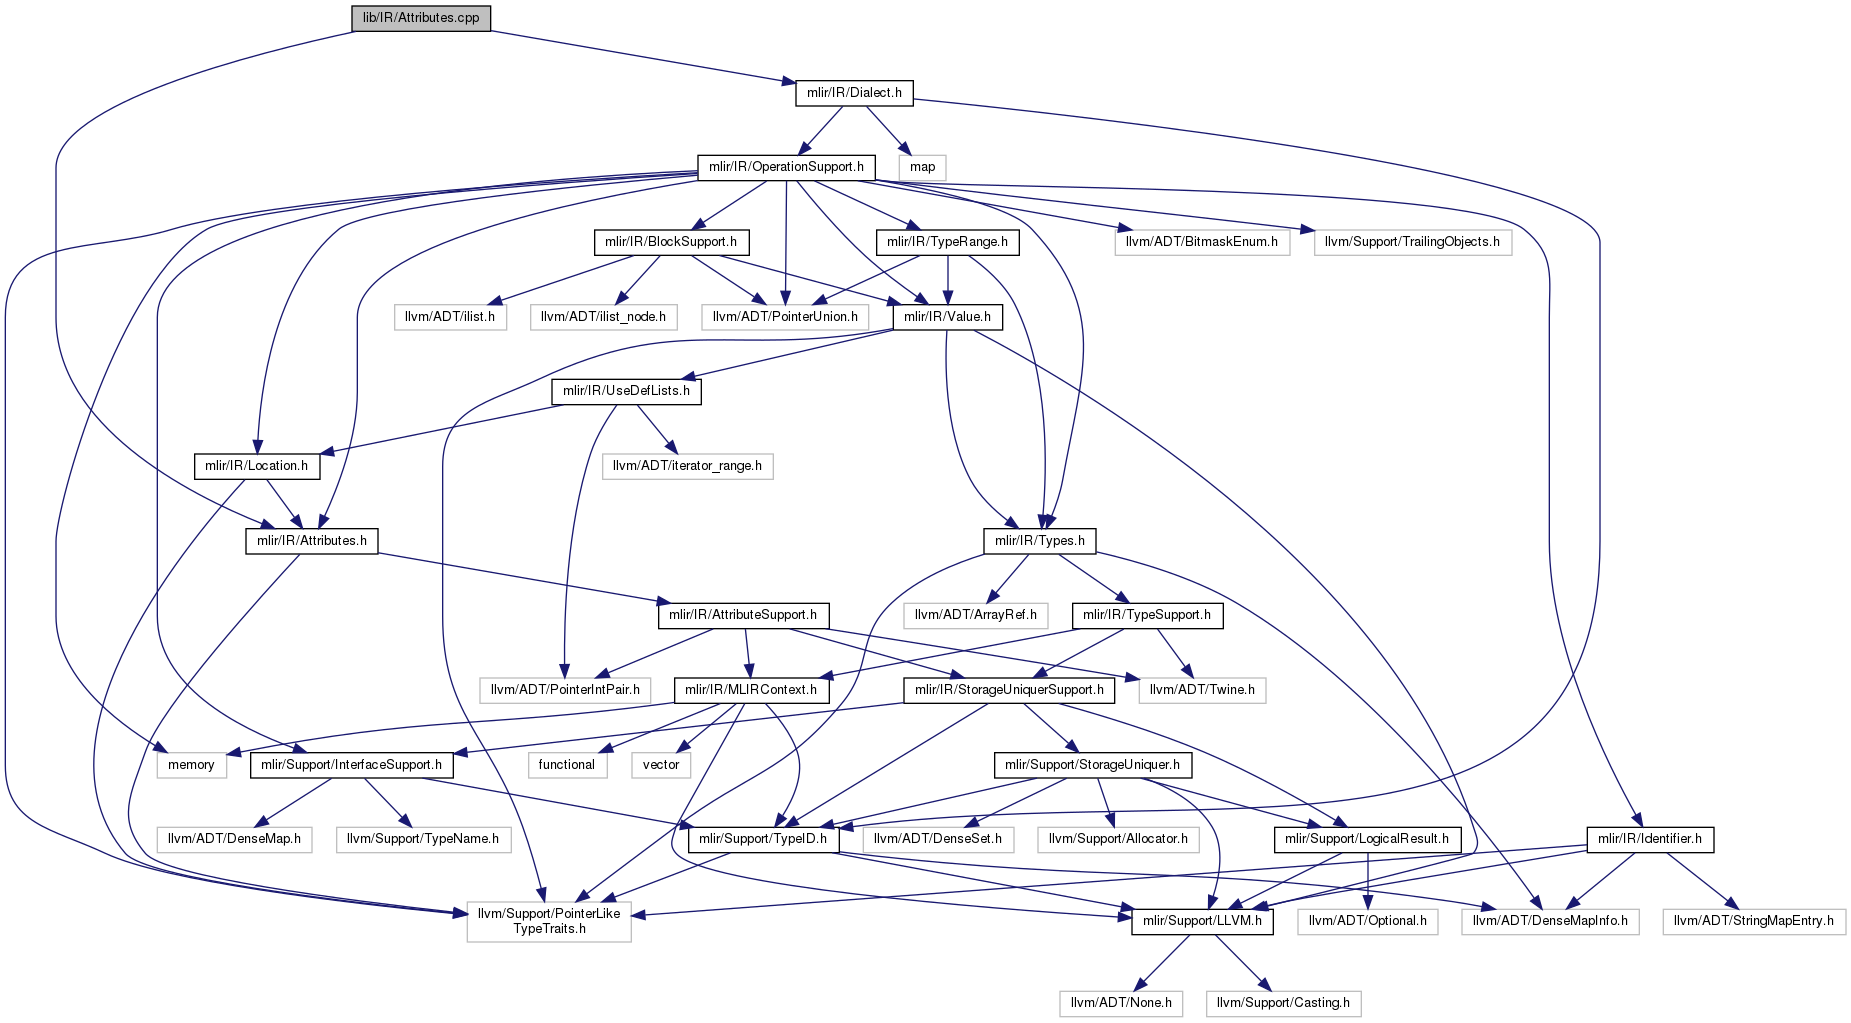 lib/IR/Attributes.cpp
mlir/IR/Dialect.h
mlir/IR/OperationSupport.h
map
mlir/IR/BlockSupport.h
mlir/IR/TypeRange.h
llvm/ADT/BitmaskEnum.h
llvm/Support/TrailingObjects.h
llvm/ADT/ilist.h
llvm/ADT/ilist_node.h
llvm/ADT/PointerUnion.h
mlir/IR/Value.h
mlir/IR/UseDefLists.h
mlir/IR/Location.h
llvm/ADT/iterator_range.h
mlir/IR/Attributes.h
mlir/IR/Types.h
mlir/IR/AttributeSupport.h
llvm/ADT/ArrayRef.h
mlir/IR/TypeSupport.h
llvm/ADT/PointerIntPair.h
mlir/IR/MLIRContext.h
mlir/IR/StorageUniquerSupport.h
llvm/ADT/Twine.h
memory
mlir/Support/InterfaceSupport.h
functional
vector
mlir/Support/StorageUniquer.h
llvm/ADT/DenseMap.h
llvm/Support/TypeName.h
mlir/Support/TypeID.h
llvm/ADT/DenseSet.h
llvm/Support/Allocator.h
mlir/Support/LogicalResult.h
mlir/IR/Identifier.h
llvm/Support/PointerLike
TypeTraits.h
mlir/Support/LLVM.h
llvm/ADT/Optional.h
llvm/ADT/DenseMapInfo.h
llvm/ADT/StringMapEntry.h
llvm/ADT/None.h
llvm/Support/Casting.h